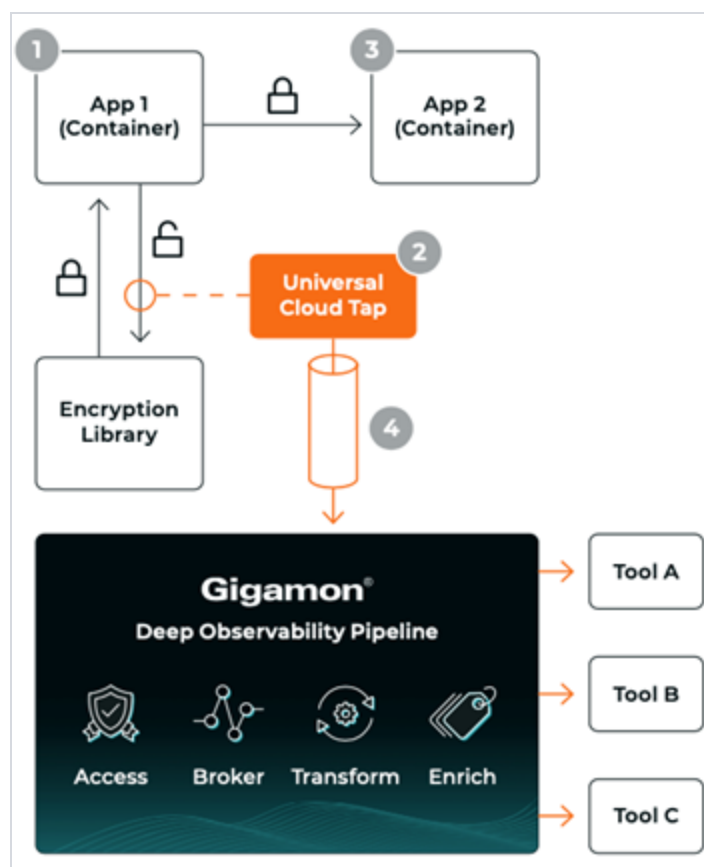 1
App 1
(Container)
3
App 2
(Container)
2
Universal
Cloud Tap
Encryption
Library
4
Gigamon®
Deep Observability Pipeline
Access
Broker
Transform
Enrich
Tool A
Tool B
Tool C